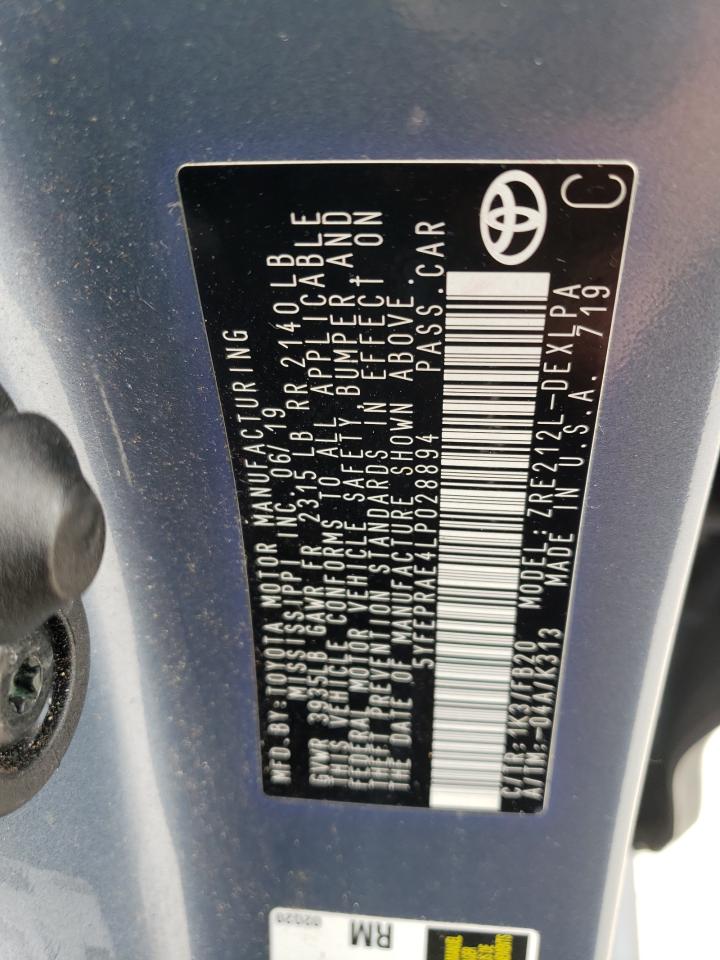 MFD.BY:TOYOTA MOTOR MANUFACTURING
MISSISSIPPI INC. 06/19
GWWR 3935LB GAWR FR 2315 LB RR 2140 LB
THIS VEHICLE CONFORMS TO ALL APPLICABLE
FEDERAL MOTOR VEHICLE SAFETY, BUMPER AND
THEFT PREVENTION STANDARDS IN EFFECT ON
THE DATE OF MANUFACTURE SHOWN ABOVE.
5YFEPRAE4LP028894 PASS.CAR
C/TR:1K3/FB20 MODEL:ZRE212L-DEXLPA
A/TM:-04A/K313 MADE IN U.S.A. 719
C
02020
RM